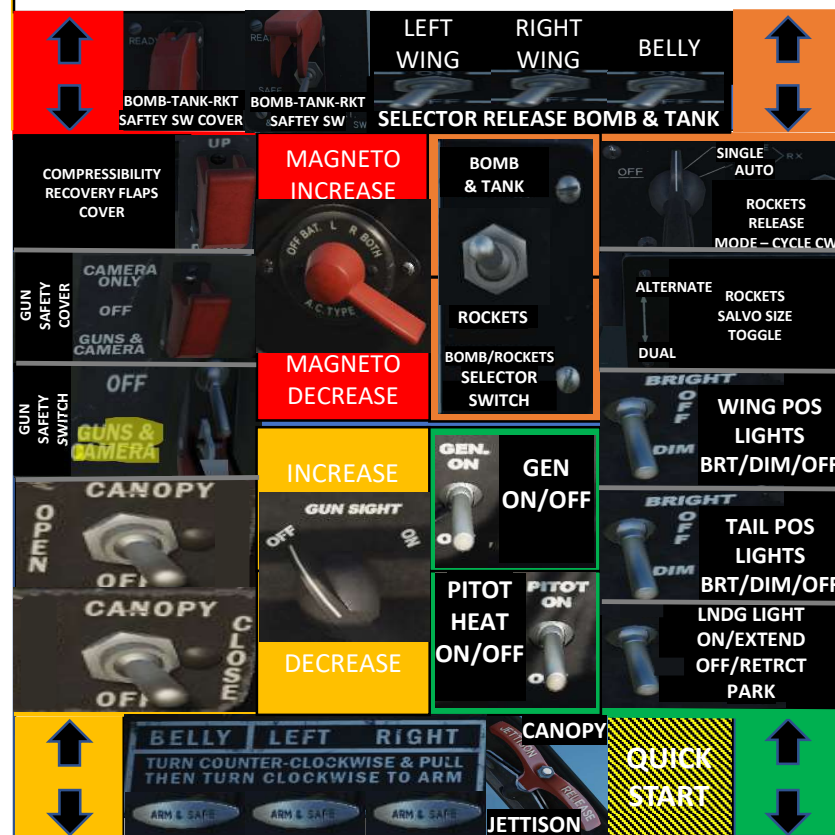 READY
BOMB-TANK-RKT
SAFTEY SW COVER
BOMB-TANK-RKT
SAFTEY SW
LEFT
WING
RIGHT
WING
BELLY
SELECTOR RELEASE BOMB & TANK
COMPRESSIBILITY
RECOVERY FLAPS
COVER
UP
MAGNETO
INCREASE
OFF BAT. L R BOTH
A.C. TYPE
MAGNETO
DECREASE
BOMB
& TANK
ROCKETS
BOMB/ROCKETS
SELECTOR
SWITCH
OFF
SINGLE
AUTO
RX
ROCKETS
RELEASE
MODE – CYCLE CW
GUN
SAFETY
COVER
CAMERA
ONLY
OFF
GUNS &
CAMERA
ALTERNATE
DUAL
ROCKETS
SALVO SIZE
TOGGLE
GUN
SAFETY
SWITCH
OFF
GUNS &
CAMERA
BRIGHT
OFF
DIM
WING POS
LIGHTS
BRT/DIM/OFF
CANOPY
OPEN
OFF
INCREASE
GUN SIGHT
OFF
ON
DECREASE
GEN.
ON
GEN
ON/OFF
BRIGHT
OFF
DIM
TAIL POS
LIGHTS
BRT/DIM/OFF
CANOPY
CLOSE
OFF
PITOT
HEAT
ON/OFF
PITOT
ON
LNDG LIGHT
ON/EXTEND
OFF/RETRCT
PARK
BELLY LEFT RIGHT
TURN COUNTER-CLOCKWISE & PULL
THEN TURN CLOCKWISE TO ARM
ARM & SAFE ARM & SAFE ARM & SAFE
CANOPY
JETTISON
RELEASE
JETTISON
QUICK
START